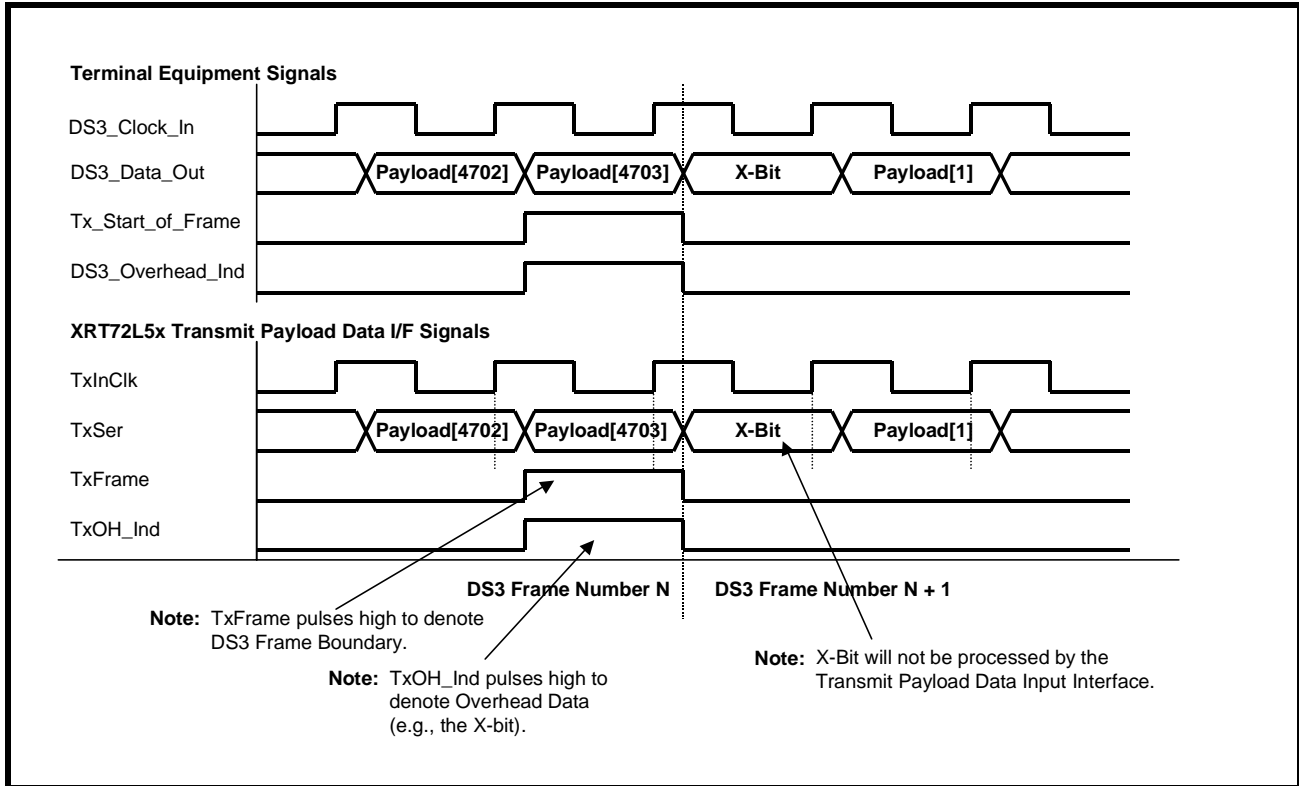 Terminal Equipment Signals
DS3_Clock_In
DS3_Data_Out
Payload[4702] Payload[4703] X-Bit Payload[1]
Tx_Start_of_Frame
DS3_Overhead_Ind
XRT72L5x Transmit Payload Data I/F Signals
TxInClk
TxSer
Payload[4702] Payload[4703] X-Bit Payload[1]
TxFrame
TxOH_Ind
DS3 Frame Number N DS3 Frame Number N + 1
Note: TxFrame pulses high to denote
DS3 Frame Boundary.
Note: TxOH_Ind pulses high to
denote Overhead Data
(e.g., the X-bit).
Note: X-Bit will not be processed by the
Transmit Payload Data Input Interface.